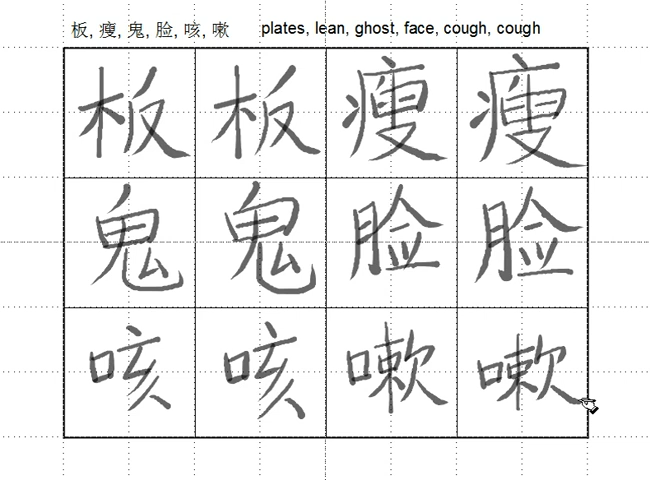 板, 瘦, 鬼, 脸, 咳, 嗽 plates, lean, ghost, face, cough, cough
板 板 瘦 瘦
鬼 鬼 脸 脸
咳 咳 嗽 嗽